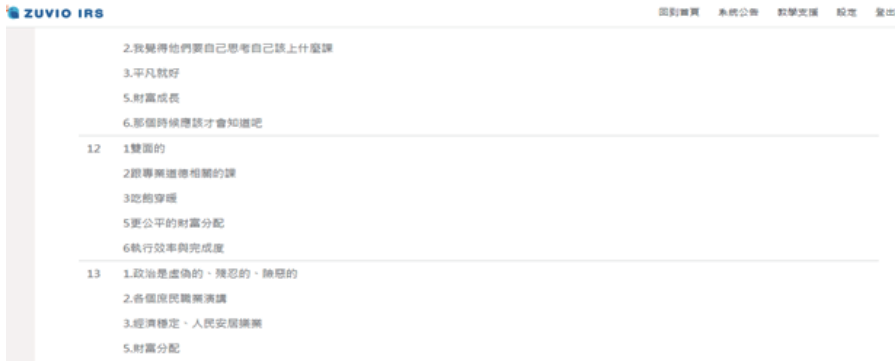 ZUVIO IRS 回到首頁 系統公告 教學支援 設定 登出
2.我覺得他們要自己思考自己該上什麼課
3.平凡就好
5.財富成長
6.那個時候應該才會知道吧
12 1雙面的
2跟專業道德相關的課
3吃飽穿暖
5更公平的財富分配
6執行效率與完成度
13 1.政治是虛偽的、殘忍的、險惡的
2.各個庶民職業演講
3.經濟穩定、人民安居樂業
5.財富分配